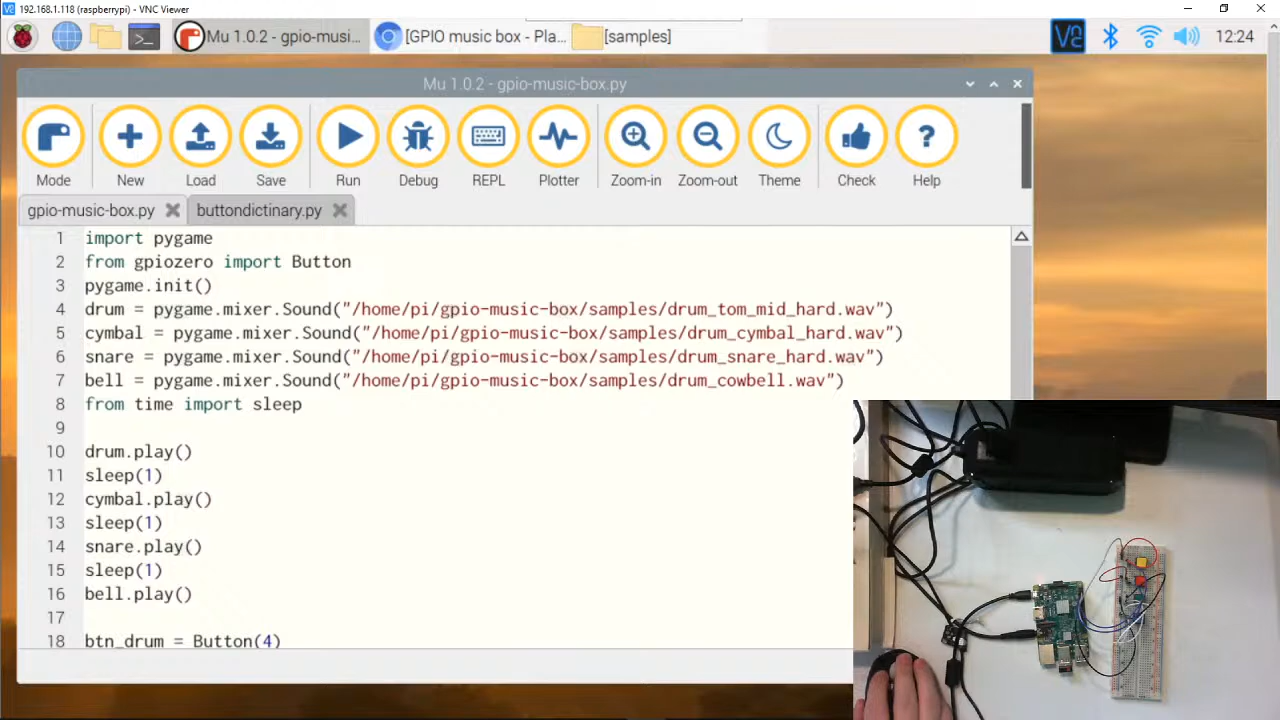 192.168.1.118 (raspberrypi) - VNC Viewer
Mu 1.0.2 - gpio-musi...
[GPIO music box - Pla...
[samples]
12:24
Mu 1.0.2 - gpio-music-box.py
Mode
New
Load
Save
Run
Debug
REPL
Plotter
Zoom-in
Zoom-out
Theme
Check
Help
gpio-music-box.py
buttondictinary.py
1 import pygame
2 from gpiozero import Button
3 pygame.init()
4 drum = pygame.mixer.Sound("/home/pi/gpio-music-box/samples/drum_tom_mid_hard.wav")
5 cymbal = pygame.mixer.Sound("/home/pi/gpio-music-box/samples/drum_cymbal_hard.wav")
6 snare = pygame.mixer.Sound("/home/pi/gpio-music-box/samples/drum_snare_hard.wav")
7 bell = pygame.mixer.Sound("/home/pi/gpio-music-box/samples/drum_cowbell.wav")
8 from time import sleep
9
10 drum.play()
11 sleep(1)
12 cymbal.play()
13 sleep(1)
14 snare.play()
15 sleep(1)
16 bell.play()
17
18 btn_drum = Button(4)